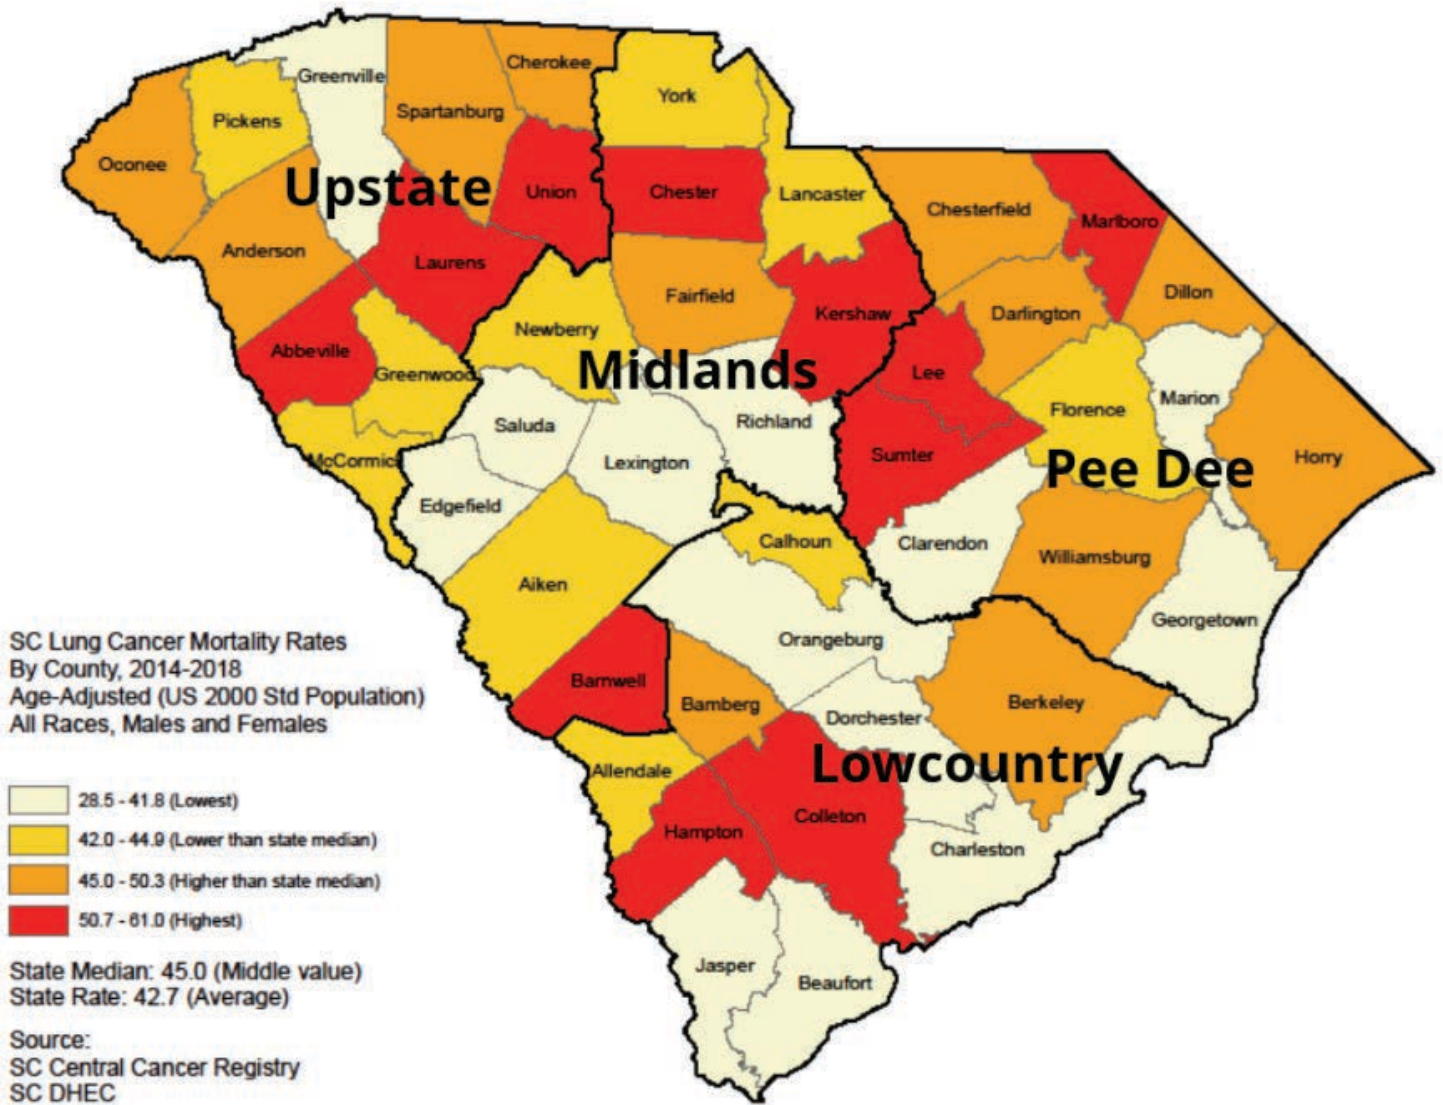 Greenville
Cherokee
Spartanburg
York
Pickens
Oconee
Upstate
Union
Chester
Lancaster
Chesterfield
Marlboro
Anderson
Laurens
Fairfield
Kershaw
Darlington
Dillon
Newberry
Abbeville
Greenwood
Midlands
Lee
Marion
Florence
Saluda
Richland
McCormick
Lexington
Sumter
Pee Dee
Horry
Edgefield
Calhoun
Clarendon
Williamsburg
Aiken
Georgetown
Orangeburg
Barnwell
Bamberg
Dorchester
Berkeley
Lowcountry
Allendale
Hampton
Colleton
Charleston
Jasper
Beaufort
SC Lung Cancer Mortality Rates
By County, 2014-2018
Age-Adjusted (US 2000 Std Population)
All Races, Males and Females
28.5 - 41.8 (Lowest)
42.0 - 44.9 (Lower than state median)
45.0 - 50.3 (Higher than state median)
50.7 - 61.0 (Highest)
State Median: 45.0 (Middle value)
State Rate: 42.7 (Average)
Source:
SC Central Cancer Registry
SC DHEC